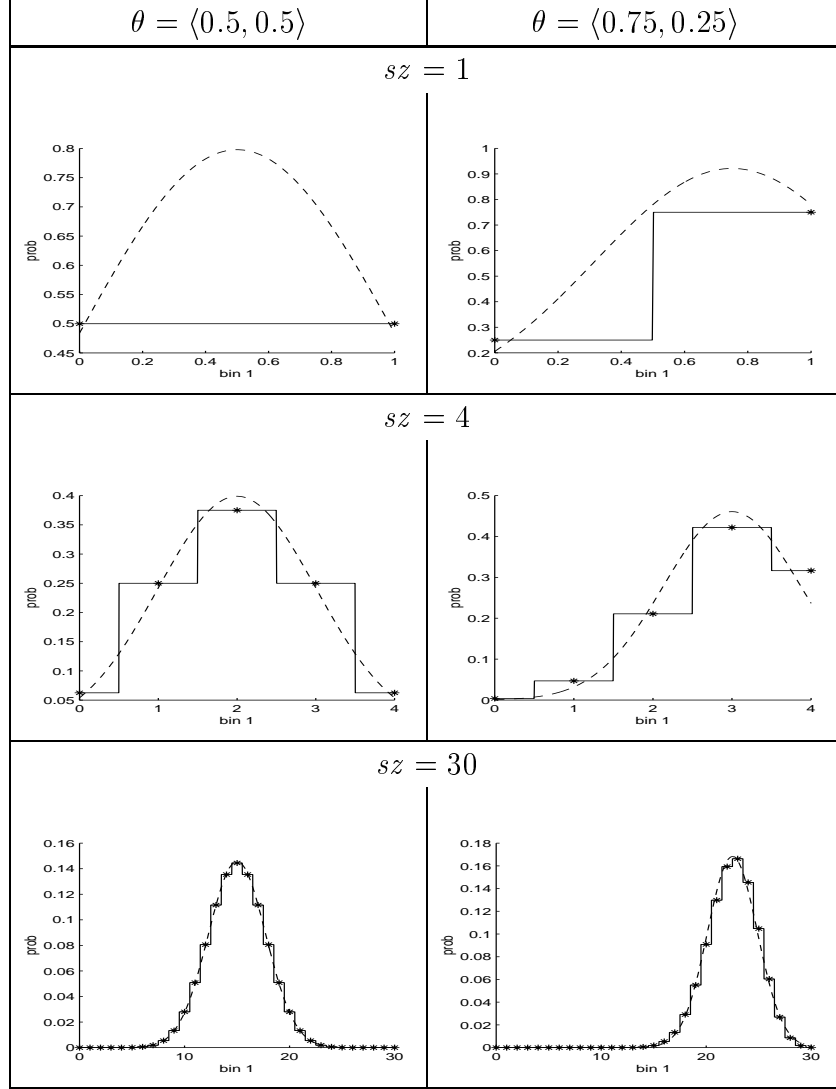 θ = ⟨0.5, 0.5⟩ θ = ⟨0.75, 0.25⟩
sz = 1
0.8
0.75
0.7
0.65
0.6
0.55
0.5
0.45
prob
0 0.2 0.4 0.6 0.8 1
bin 1
1
0.9
0.8
0.7
0.6
0.5
0.4
0.3
0.2
prob
0 0.2 0.4 0.6 0.8 1
bin 1
sz = 4
0.4
0.35
0.3
0.25
0.2
0.15
0.1
0.05
prob
0 1 2 3 4
bin 1
0.5
0.4
0.3
0.2
0.1
0
prob
0 1 2 3 4
bin 1
sz = 30
0.16
0.14
0.12
0.1
0.08
0.06
0.04
0.02
0
prob
0 10 20 30
bin 1
0.18
0.16
0.14
0.12
0.1
0.08
0.06
0.04
0.02
0
prob
0 10 20 30
bin 1